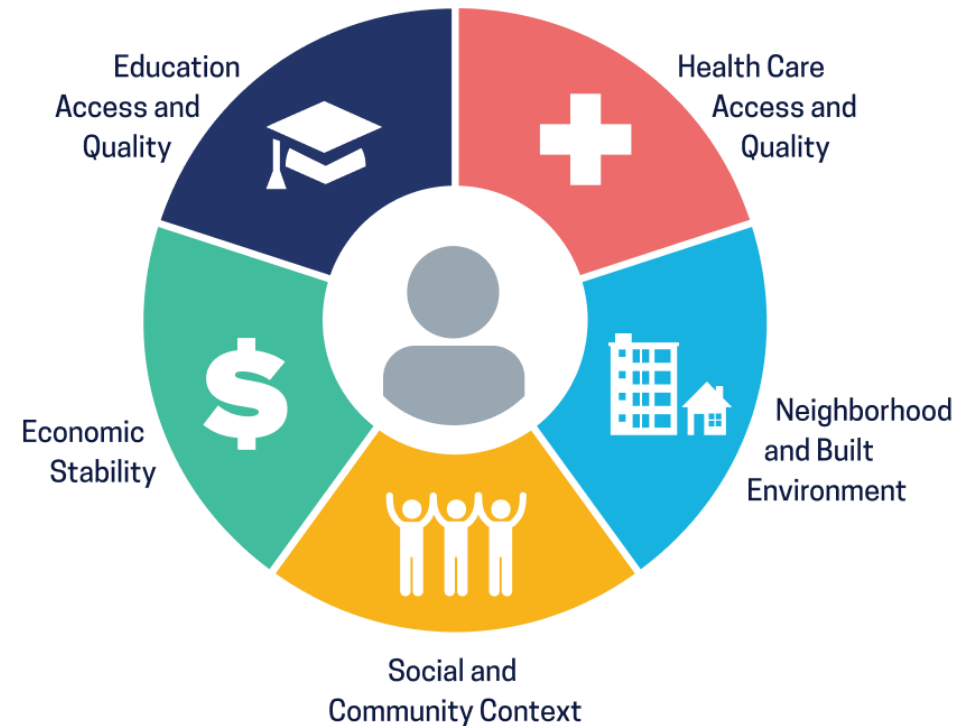 Education
Access and
Quality
Health Care
Access and
Quality
Economic
Stability
Neighborhood
and Built
Environment
Social and
Community Context